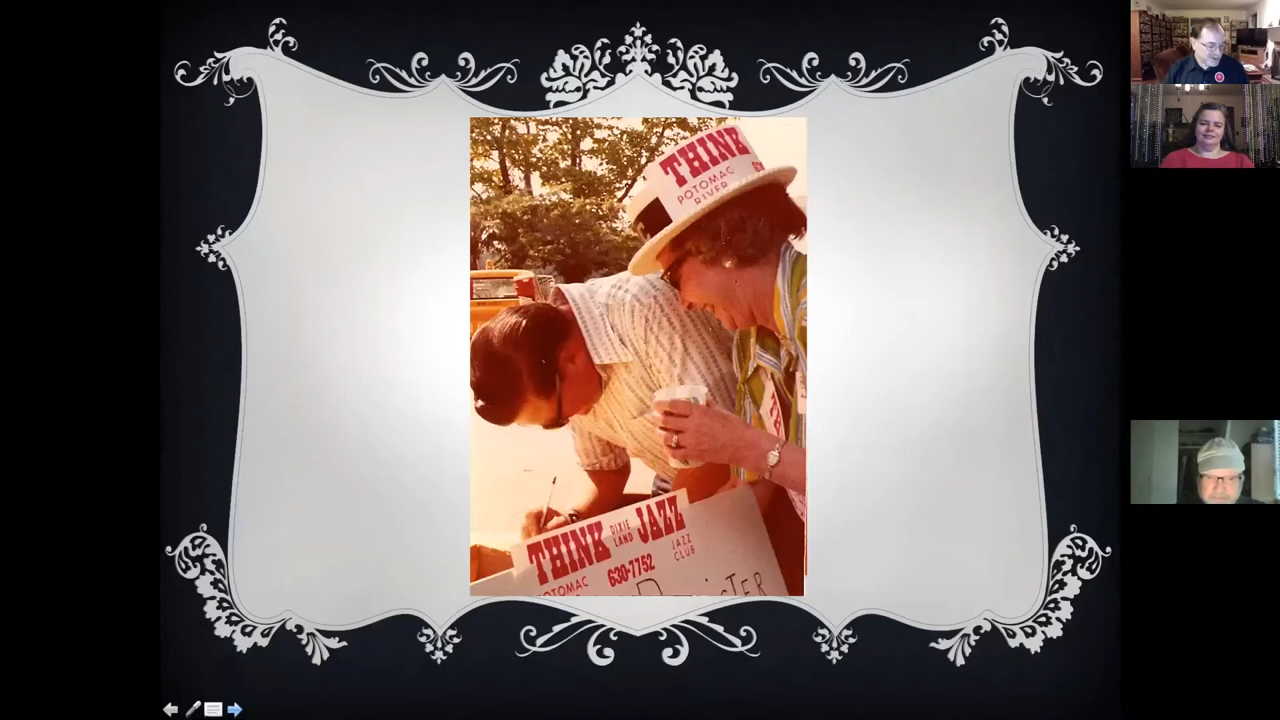 THINK
POTOMAC
RIVER
THINK DIXIE LAND JAZZ
POTOMAC 630-7752 JAZZ CLUB